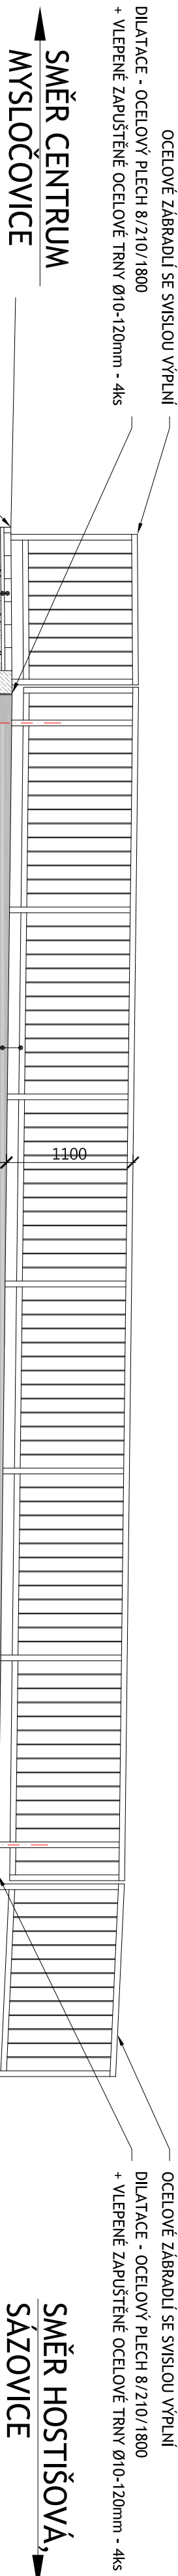 OCELOVÉ ZÁBRADLÍ SE SVISLOU VÝPLNÍ
DILATACE - OCELOVÝ PLECH 8/210/1800
+ VLEPENÉ ZAPUŠTĚNÉ OCELOVÉ TRNY Ø10-120mm - 4ks
SMĚR CENTRUM
MYSLOČOVICE
1100
OCELOVÉ ZÁBRADLÍ SE SVISLOU VÝPLNÍ
DILATACE - OCELOVÝ PLECH 8/210/1800
+ VLEPENÉ ZAPUŠTĚNÉ OCELOVÉ TRNY Ø10-120mm - 4ks
SMĚR HOSTIŠOVÁ,
SÁZOVICE